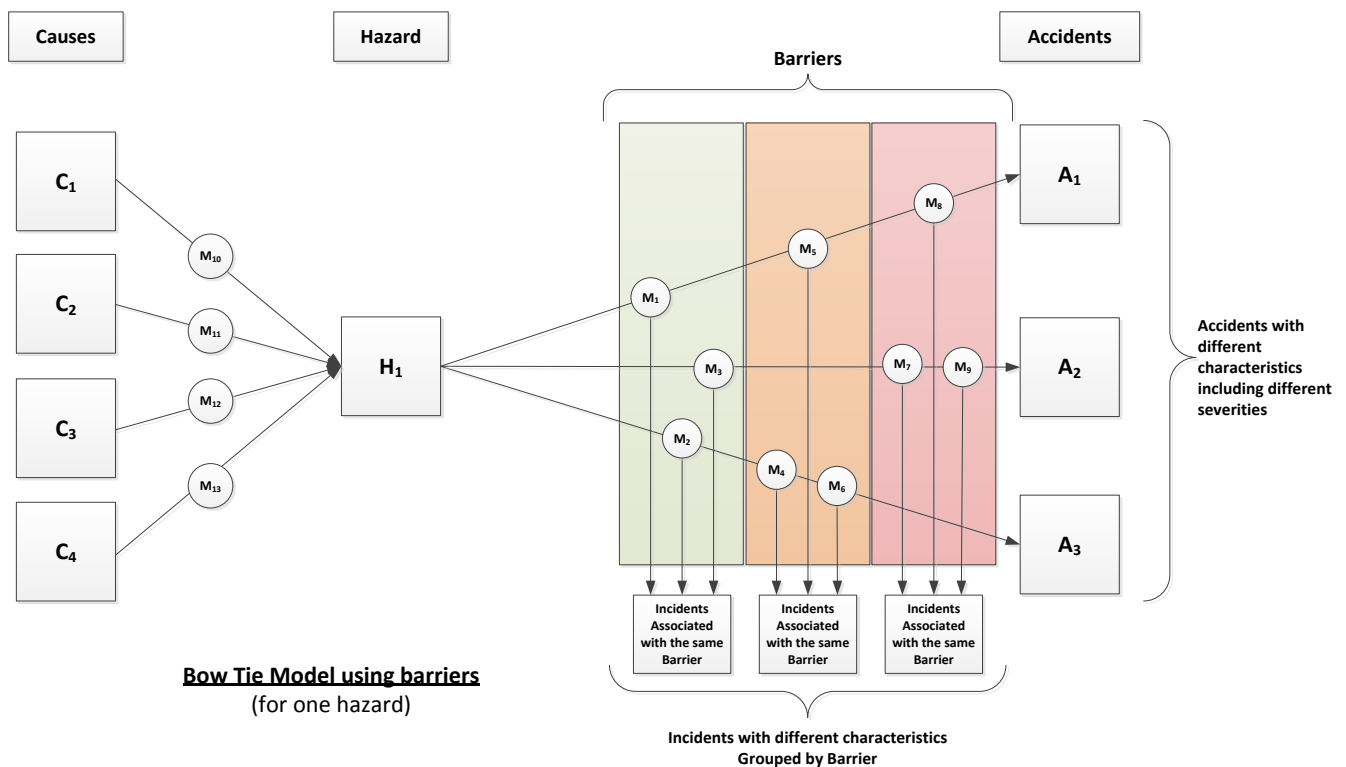 Causes
Hazard
Accidents
Barriers
C1
C2
C3
C4
M10
M11
M12
M13
H1
M1
M2
M3
M4
M5
M6
M7
M8
M9
A1
A2
A3
Accidents with
different
characteristics
including different
severities
Incidents
Associated
with the same
Barrier
Incidents
Associated
with the same
Barrier
Incidents
Associated
with the same
Barrier
Bow Tie Model using barriers
(for one hazard)
Incidents with different characteristics
Grouped by Barrier